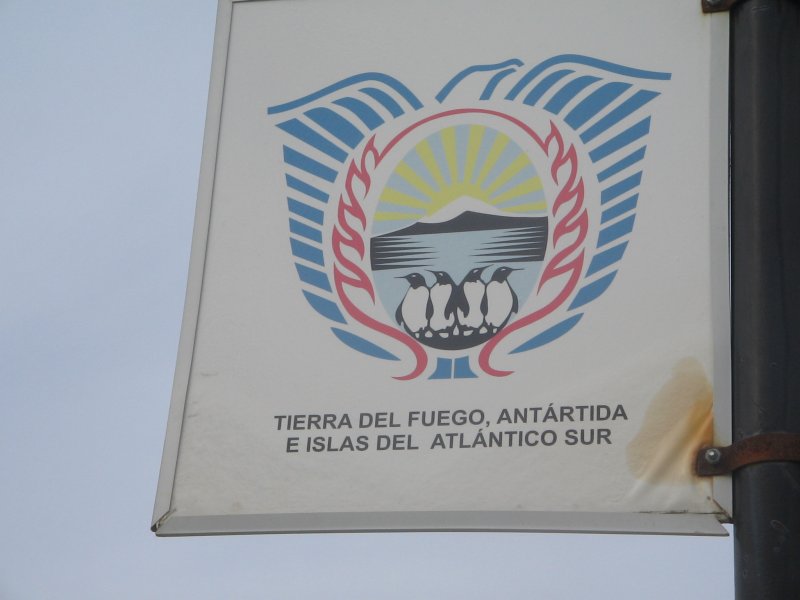 TIERRA DEL FUEGO, ANTÁRTIDA
E ISLAS DEL ATLÁNTICO SUR